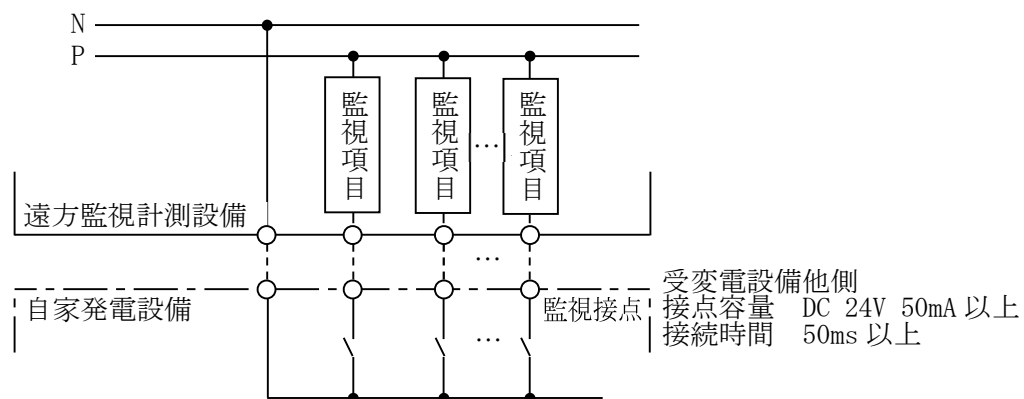 N
P
監視項目
監視項目
…
監視項目
遠方監視計測設備
…
受変電設備他側
自家発電設備
監視接点
接点容量 DC 24V 50mA 以上
接続時間 50ms 以上
…